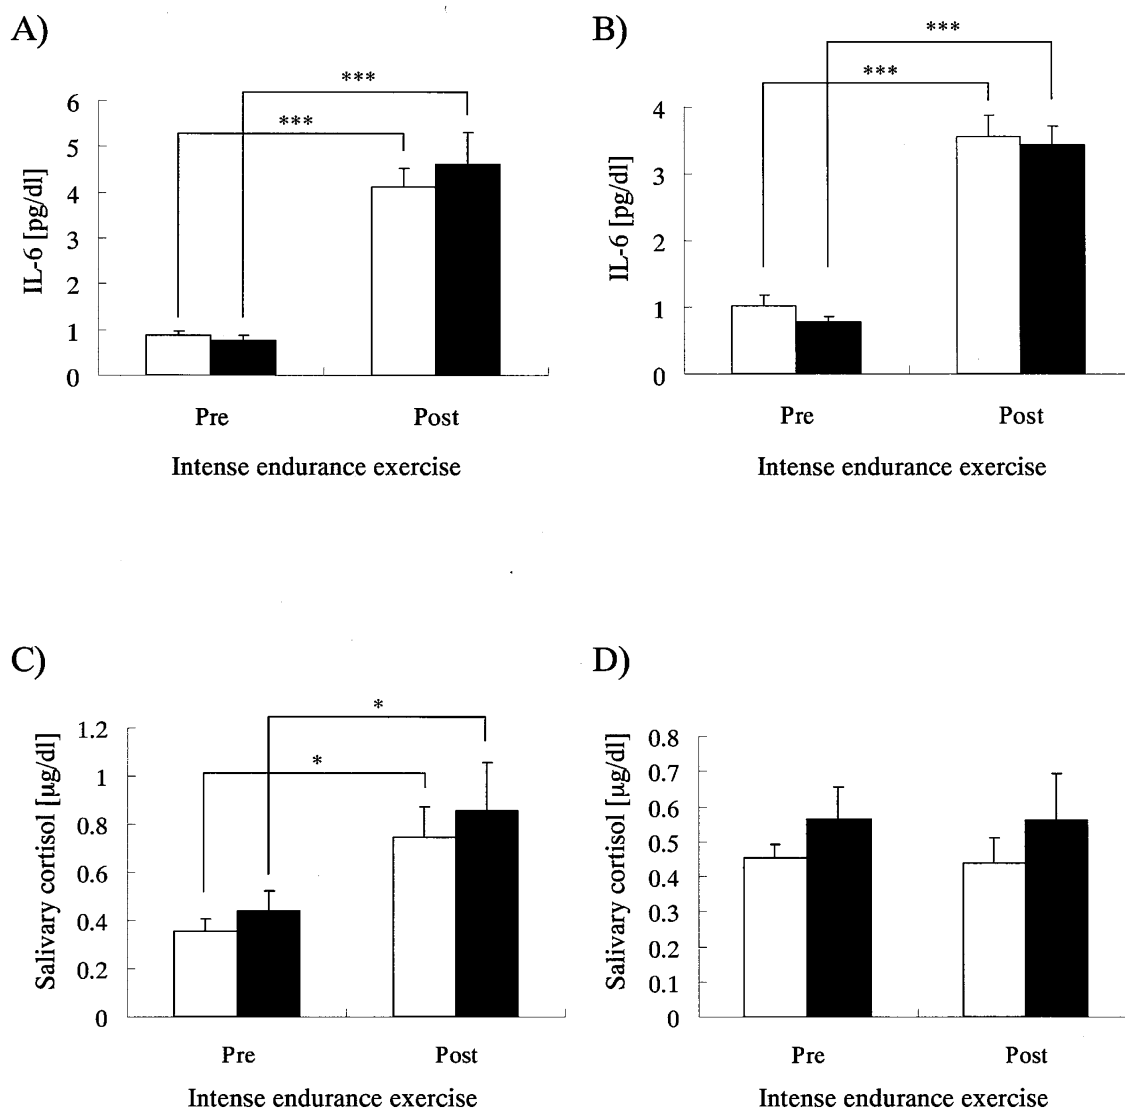 A)
***
***
6
5
4
3
2
1
0
IL-6 [pg/dl]
Pre
Post
Intense endurance exercise
B)
***
***
4
3
2
1
0
IL-6 [pg/dl]
Pre
Post
Intense endurance exercise
C)
*
*
1.2
1
0.8
0.6
0.4
0.2
0
Salivary cortisol [μg/dl]
Pre
Post
Intense endurance exercise
D)
0.8
0.7
0.6
0.5
0.4
0.3
0.2
0.1
0
Salivary cortisol [μg/dl]
Pre
Post
Intense endurance exercise